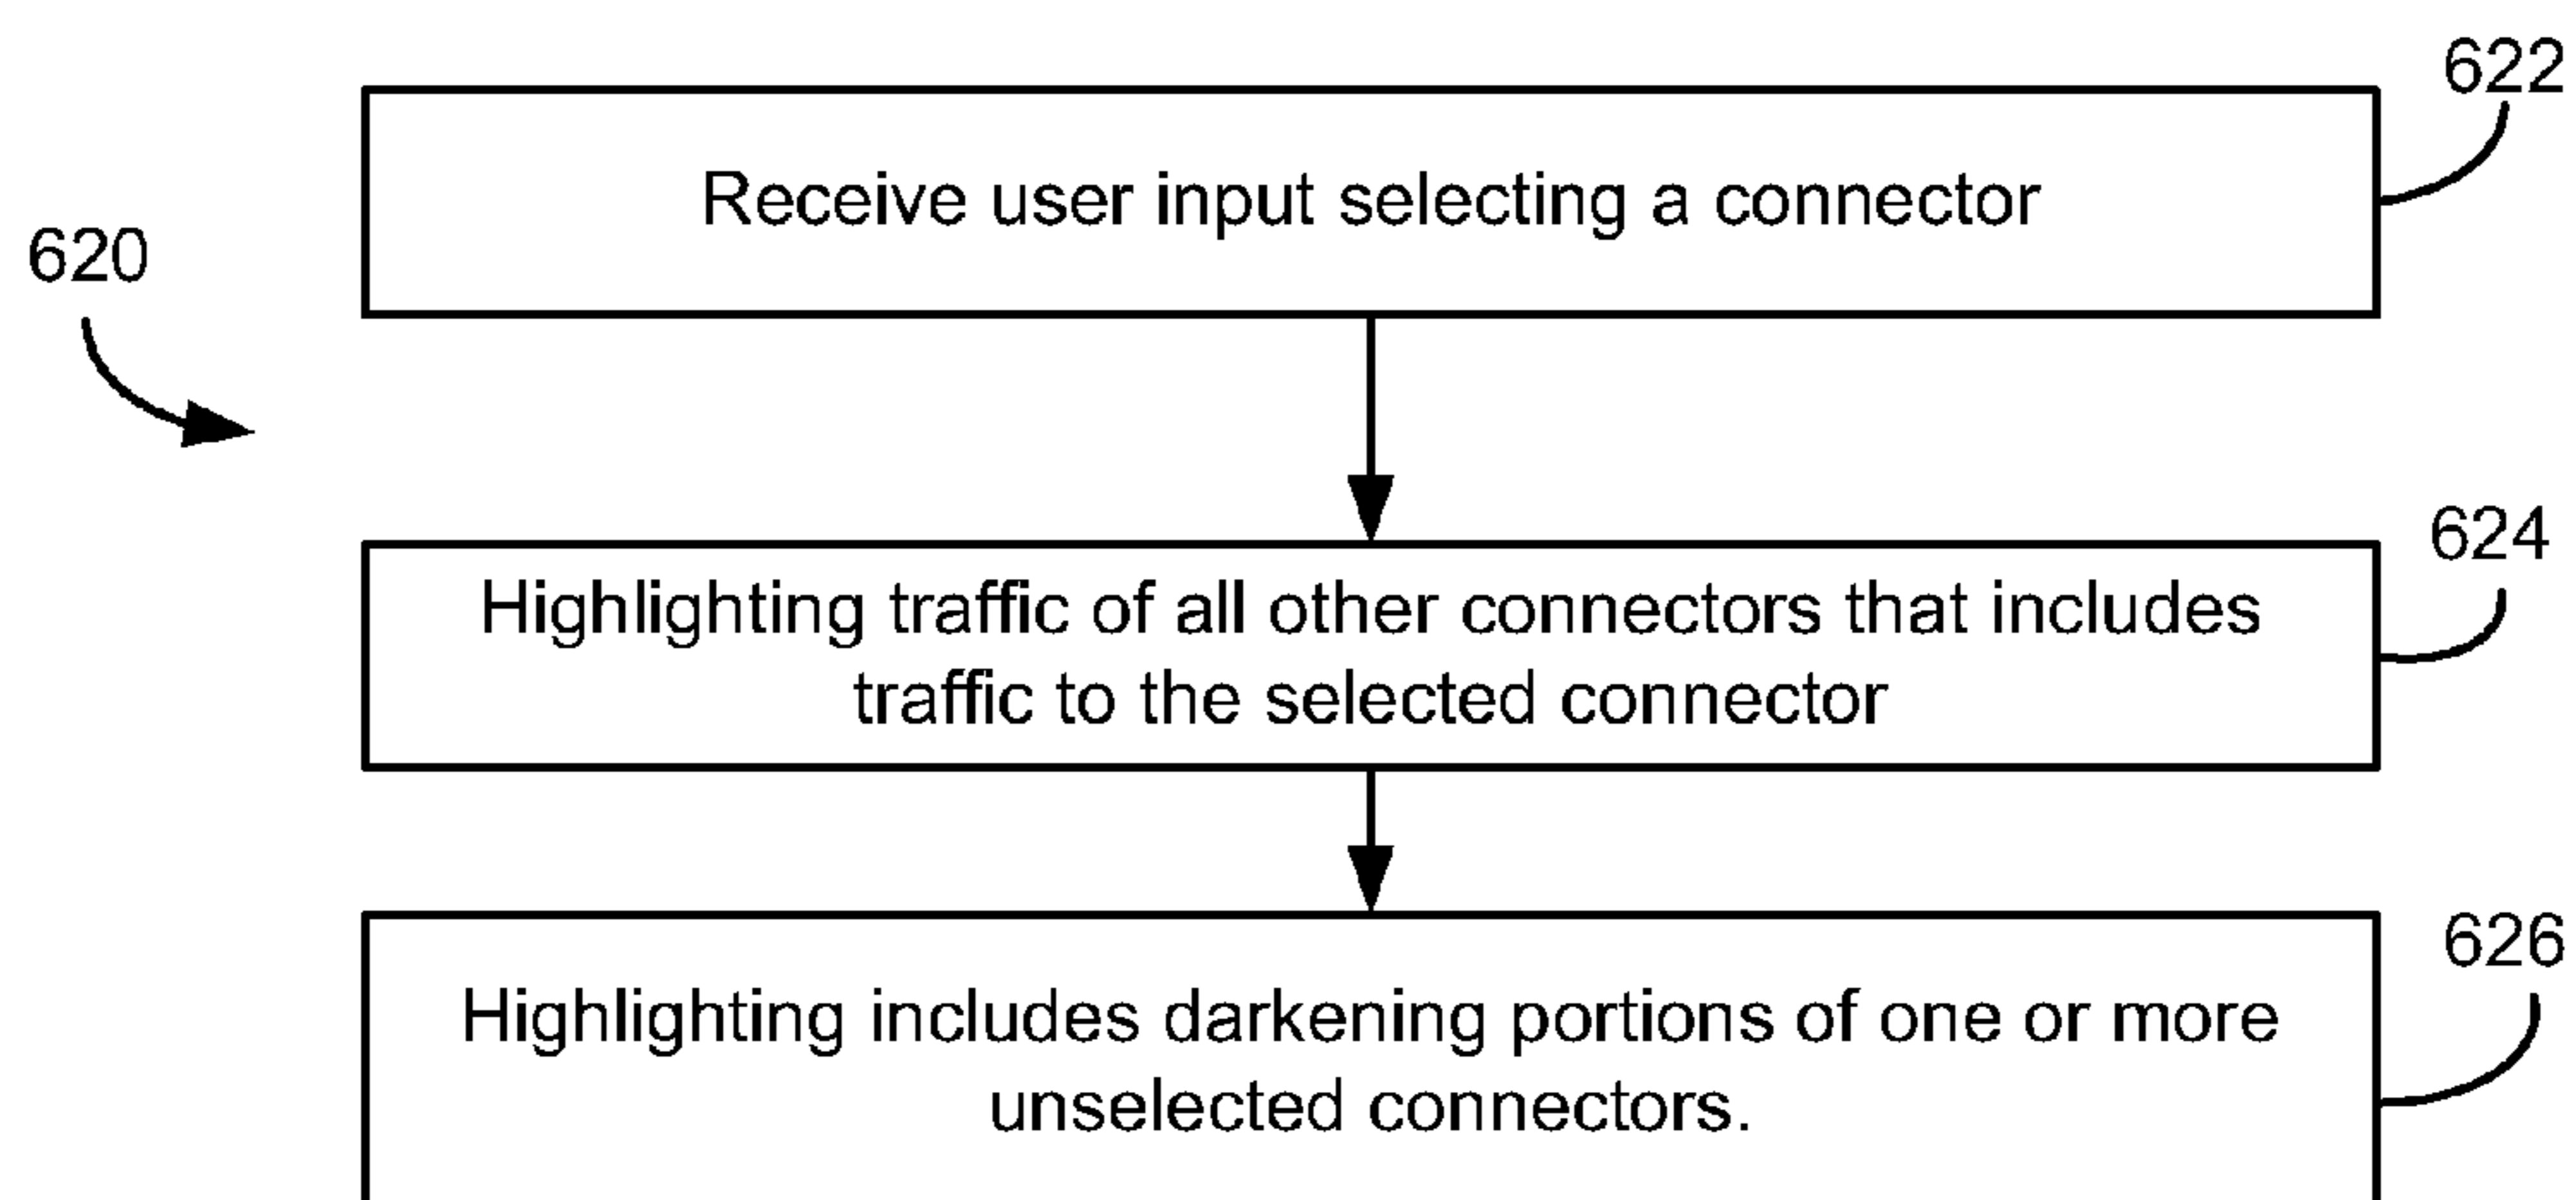 622
Receive user input selecting a connector
620
624
Highlighting traffic of all other connectors that includes
traffic to the selected connector
626
Highlighting includes darkening portions of one or more
unselected connectors.